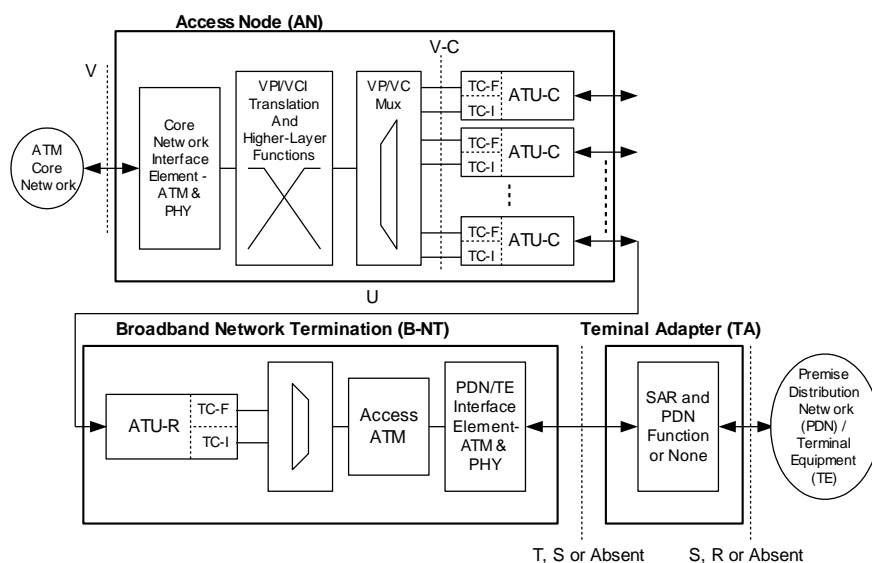 Access Node (AN)
V-C
V
ATM
Core
Network
Core
Network
Interface
Element -
ATM &
PHY
VPI/VCI
Translation
And
Higher-Layer
Functions
VP/VC
Mux
TC-F
TC-I
ATU-C
TC-F
TC-I
ATU-C
TC-F
TC-I
ATU-C
U
Broadband Network Termination (B-NT)
ATU-R
TC-F
TC-I
Access
ATM
PDN/TE
Interface
Element-
ATM &
PHY
Teminal Adapter (TA)
SAR and
PDN
Function
or None
Premise
Distribution
Network
(PDN) /
Terminal
Equipment
(TE)
T, S or Absent
S, R or Absent